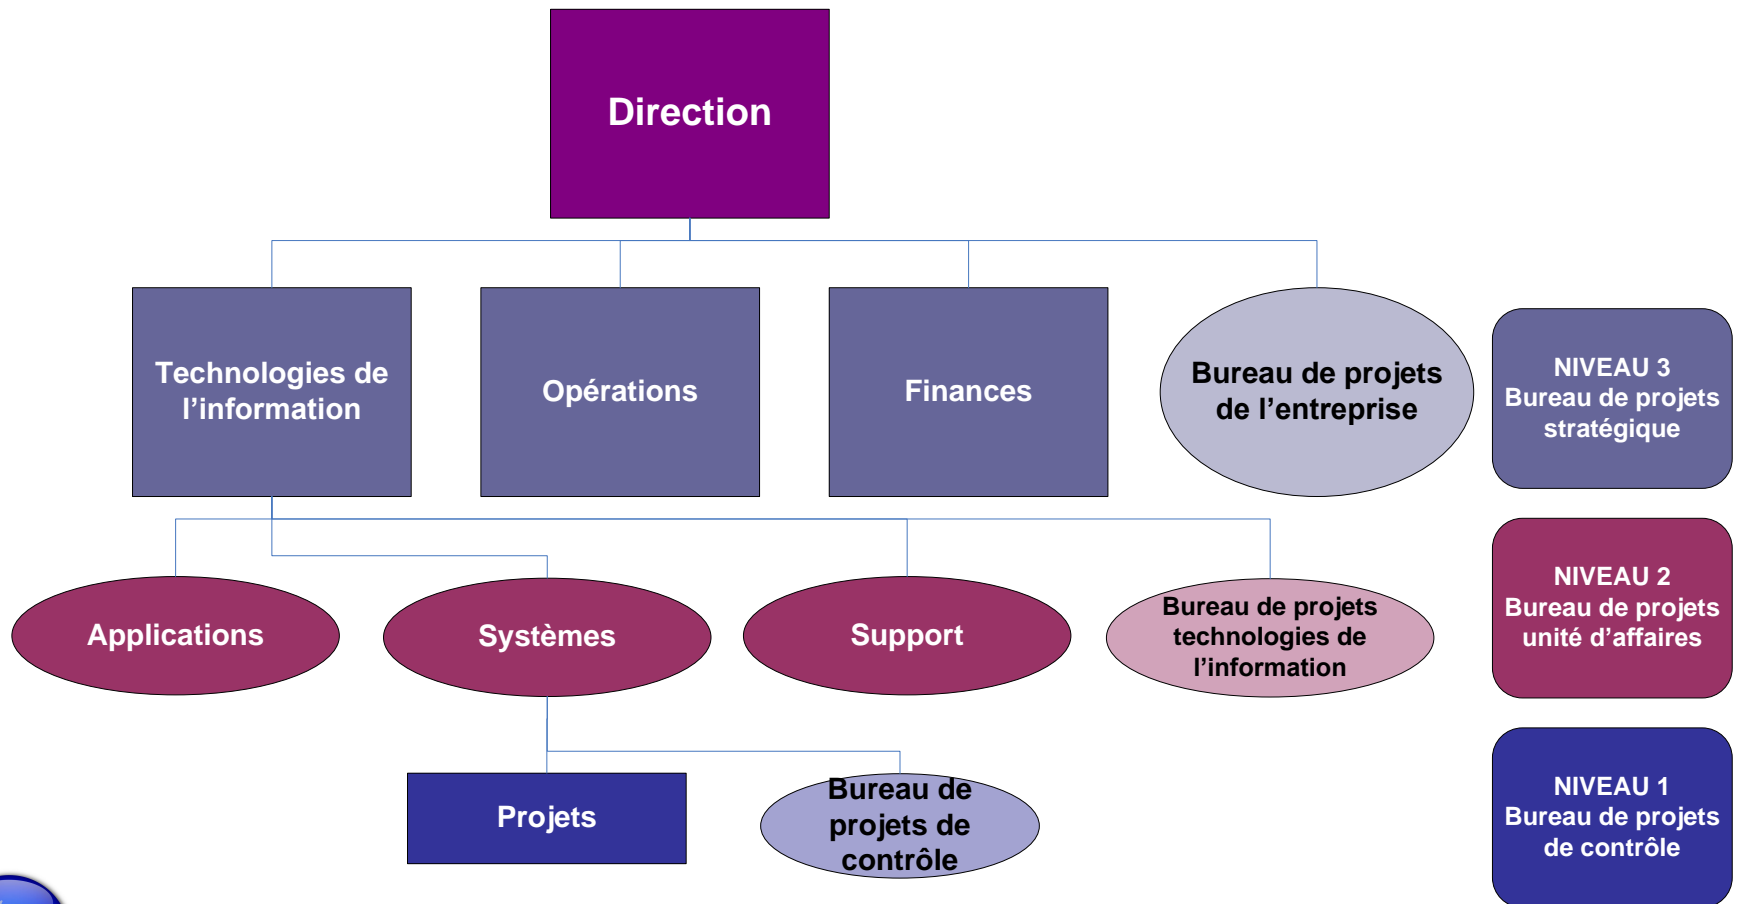 Direction
Technologies de
l’information
Opérations
Finances
Bureau de projets
de l’entreprise
NIVEAU 3
Bureau de projets
stratégique
Applications
Systèmes
Support
Bureau de projets
technologies de
l’information
NIVEAU 2
Bureau de projets
unité d’affaires
Projets
Bureau de
projets de
contrôle
NIVEAU 1
Bureau de projets
de contrôle